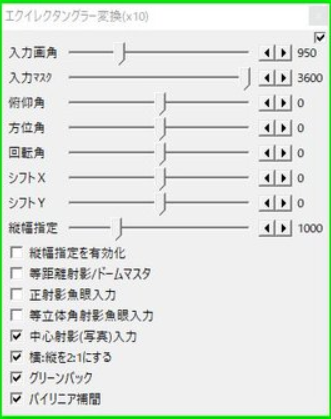 エクイレクタングラー変換(x10)
入力画角 950
入力マスク 3600
俯仰角 0
方位角 0
回転角 0
シフトX 0
シフトY 0
縦幅指定 1000
縦幅指定を有効化
等距離射影/ドームマスタ
正射影魚眼入力
等立体角射影魚眼入力
中心射影(写真)入力
横:縦を2:1にする
グリーンバック
バイリニア補間